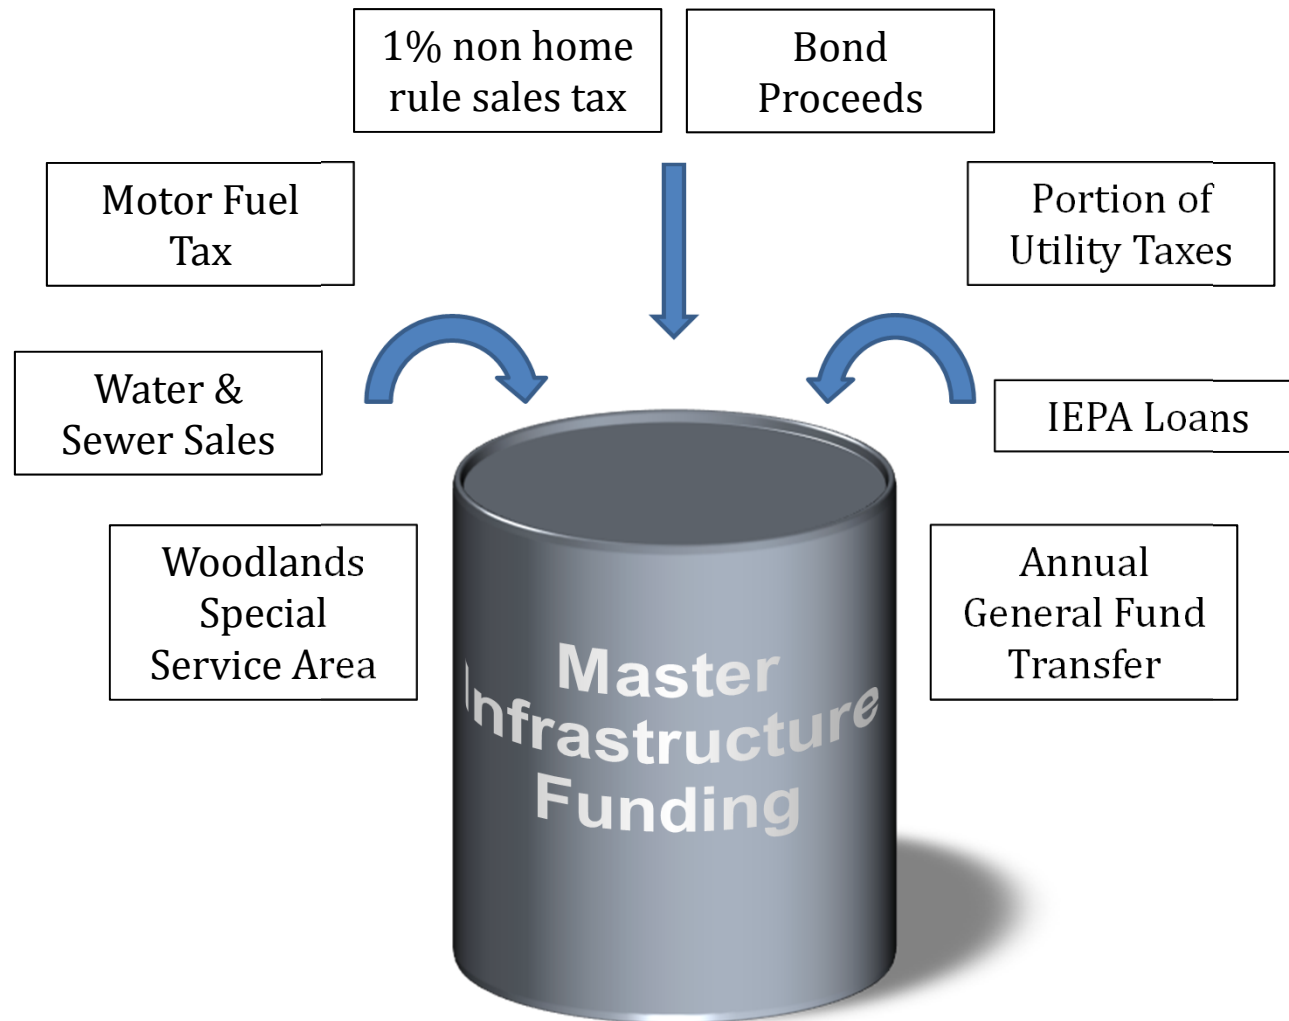 1% non home
rule sales tax
Bond
Proceeds
Motor Fuel
Tax
Portion of
Utility Taxes
Water &
Sewer Sales
IEPA Loans
Woodlands
Special
Service Area
Annual
General Fund
Transfer
Master
Infrastructure
Funding